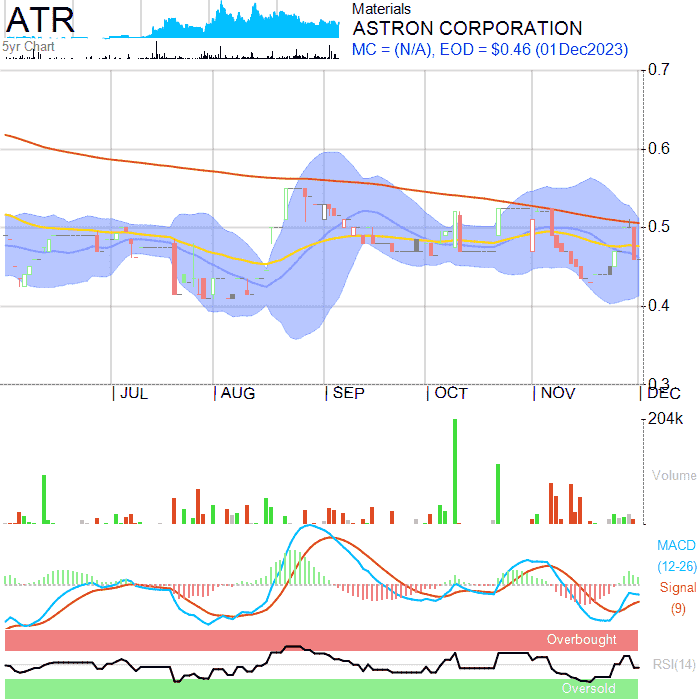 ATR
5yr Chart
Materials
ASTRON CORPORATION
MC = (N/A), EOD = $0.46 (01Dec2023)
0.7
0.6
0.5
0.4
0.3
JUL AUG SEP OCT NOV DEC
204k
Volume
MACD
(12-26)
Signal
(9)
Overbought
RSI(14)
Oversold